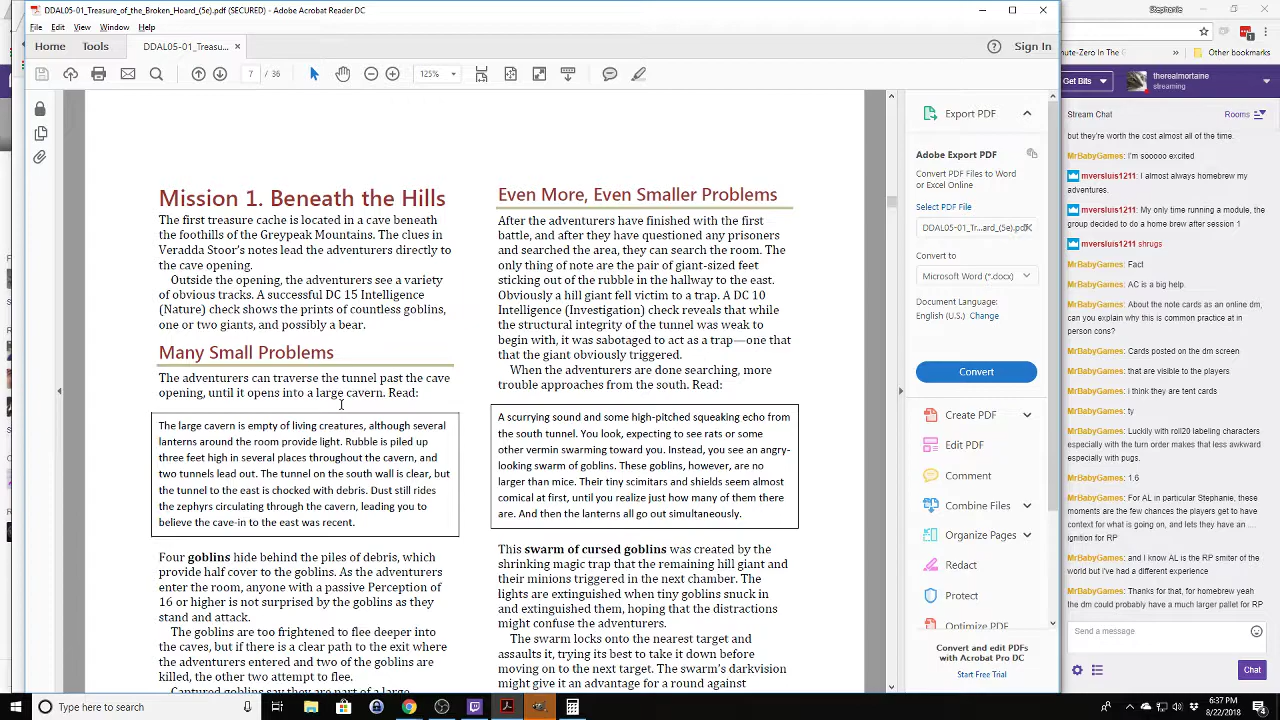 DDAL05-01_Treasure_of_the_Broken_Hoard_(5e).pdf (SECURED) - Adobe Acrobat Reader DC
File Edit View Window Help
Home Tools DDAL05-01_Treasu... × Sign In
7 / 36 125%
Mission 1. Beneath the Hills
The first treasure cache is located in a cave beneath
the foothills of the Greypeak Mountains. The clues in
Veradda Stoor's notes lead the adventurers directly to
the cave opening.
Outside the opening, the adventurers see a variety
of obvious tracks. A successful DC 15 Intelligence
(Nature) check shows the prints of countless goblins,
one or two giants, and possibly a bear.
Many Small Problems
The adventurers can traverse the tunnel past the cave
opening, until it opens into a large cavern. Read:
The large cavern is empty of living creatures, although several
lanterns around the room provide light. Rubble is piled up
three feet high in several places throughout the cavern, and
two tunnels lead out. The tunnel on the south wall is clear, but
the tunnel to the east is chocked with debris. Dust still rides
the zephyrs circulating through the cavern, leading you to
believe the cave-in to the east was recent.
Four goblins hide behind the piles of debris, which
provide half cover to the goblins. As the adventurers
enter the room, anyone with a passive Perception of
16 or higher is not surprised by the goblins as they
stand and attack.
The goblins are too frightened to flee deeper into
the caves, but if there is a clear path to the exit where
the adventurers entered and two of the goblins are
killed, the other two attempt to flee.
Captured goblins say they are part of a large
Even More, Even Smaller Problems
After the adventurers have finished with the first
battle, and after they have questioned any prisoners
and searched the area, they can search the room. The
only thing of note are the pair of giant-sized feet
sticking out of the rubble in the hallway to the east.
Obviously a hill giant fell victim to a trap. A DC 10
Intelligence (Investigation) check reveals that while
the structural integrity of the tunnel was weak to
begin with, it was sabotaged to act as a trap—one that
that the giant obviously triggered.
When the adventurers are done searching, more
trouble approaches from the south. Read:
A scurrying sound and some high-pitched squeaking echo from
the south tunnel. You look, expecting to see rats or some
other vermin swarming toward you. Instead, you see an angry-
looking swarm of goblins. These goblins, however, are no
larger than mice. Their tiny scimitars and shields seem almost
comical at first, until you realize just how many of them there
are. And then the lanterns all go out simultaneously.
This swarm of cursed goblins was created by the
shrinking magic trap that the remaining hill giant and
their minions triggered in the next chamber. The
lights are extinguished when tiny goblins snuck in
and extinguished them, hoping that the distractions
might confuse the adventurers.
The swarm locks onto the nearest target and
assaults it, trying its best to take it down before
moving on to the next target. The swarm's darkvision
might give it an advantage for a round against
Export PDF
Adobe Export PDF
Convert PDF Files to Word
or Excel Online
Select PDF File
DDAL05-01_Tr...ard_(5e).pdf
Convert to
Microsoft Word (*.docx)
Document Language:
English (U.S.) Change
Convert
Create PDF
Edit PDF
Comment
Combine Files
Organize Pages
Redact
Protect
Optimize PDF
Convert and edit PDFs
with Acrobat Pro DC
Start Free Trial
Stephanie
nute-Zero In The Other bookmarks
Get Bits therealmortaine
streaming
Stream Chat Rooms
but they're worth the cost almost all of the time.
MrBabyGames: I'm sooooo excited
mversluis1211: I almost always homebrew my
adventures.
mversluis1211: My only time running a module, the
group decided to do a home brew after session 1
mversluis1211 shrugs
MrBabyGames: Fact
MrBabyGames: AC is a big help.
MrBabyGames: About the note cards as an online dm,
can you explain why this is common practice at in
person cons?
MrBabyGames: Cards posted on the dm screen
MrBabyGames: that are visible to the players
MrBabyGames: i think they are tent cards
MrBabyGames: ty
MrBabyGames: Luckily with roll20 labeling characters
especially with the turn order makes that less awkward
especially with pugs.
MrBabyGames: 1.6
MrBabyGames: For AL in particular Stephanie, these
moments are the few chances the players get to have
context for what is going on, and lets they have an ....
ignition for RP
MrBabyGames: and I know AL is the RP smiter of the
world but i've had a different experience
MrBabyGames: Thanks for that, for homebrew yeah
the dm could probably have a much larger pallet for RP
Send a message
Chat
Type here to search
6:37 PM
8/22/2018